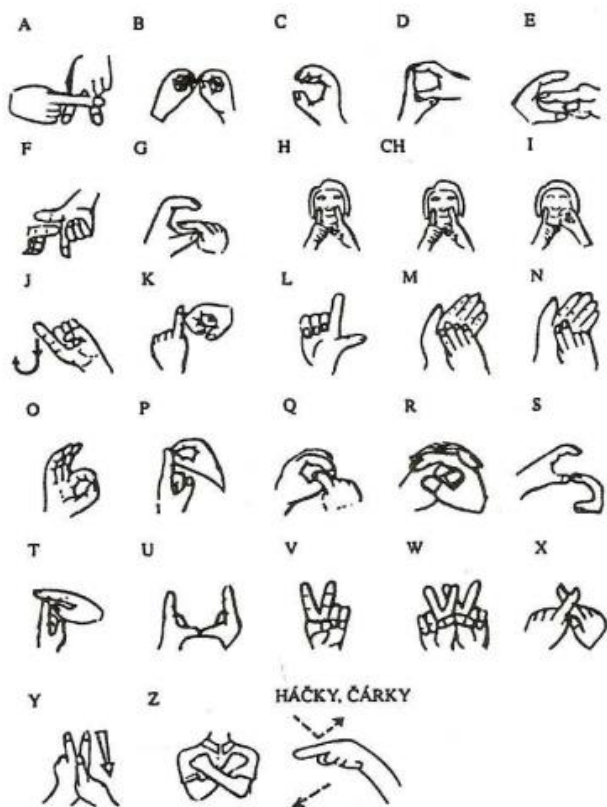 A B C D E
F G H CH I
J K L M N
O P Q R S
T U V W X
Y Z HÁČKY, ČÁRKY